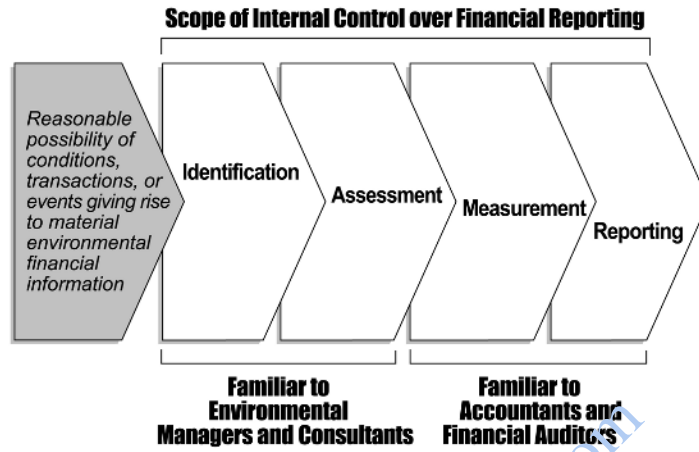 Scope of Internal Control over Financial Reporting
Reasonable
possibility of
conditions,
transactions, or
events giving rise
to material
environmental
financial
information
Identification
Assessment
Measurement
Reporting
Familiar to
Environmental
Managers and Consultants
Familiar to
Accountants and
Financial Auditors
om